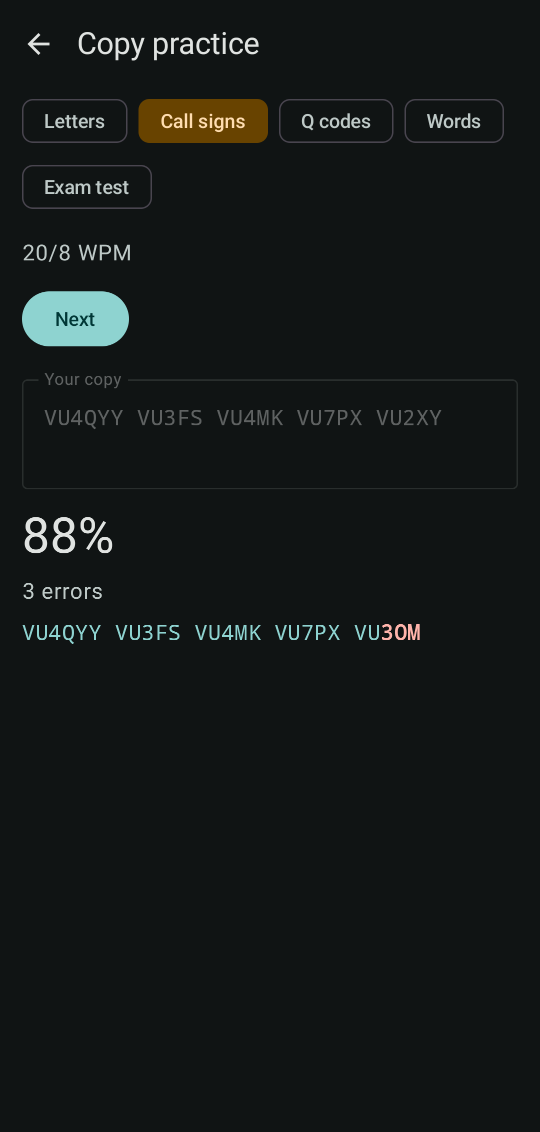 Copy practice
Letters
Call signs
Q codes
Words
Exam test
20/8 WPM
Next
Your copy
VU4QYY VU3FS VU4MK VU7PX VU2XY
88%
3 errors
VU4QYY VU3FS VU4MK VU7PX VU3OM